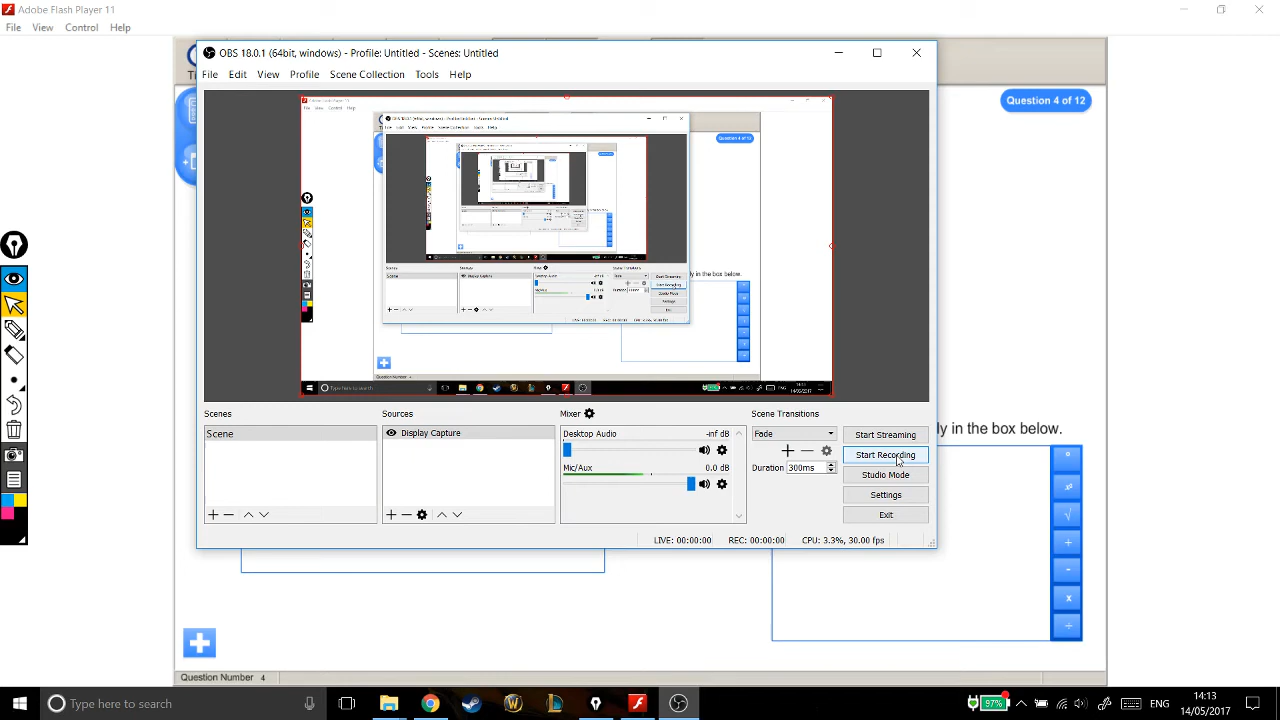 Adobe Flash Player 11
File View Control Help
OBS 18.0.1 (64bit, windows) - Profile: Untitled - Scenes: Untitled
File Edit View Profile Scene Collection Tools Help
Question 4 of 12
Scenes
Scene
Sources
Display Capture
Mixer
Desktop Audio -inf dB
Mic/Aux 0.0 dB
Scene Transitions
Fade
Duration 300ms
Start Streaming
Start Recording
Studio Mode
Settings
Exit
LIVE: 00:00:00 REC: 00:00:00 CPU: 3.3%, 30.00 fps
y in the box below.
°
x²
√
+
-
x
÷
Question Number 4
Type here to search
97%
ENG
14:13
14/05/2017